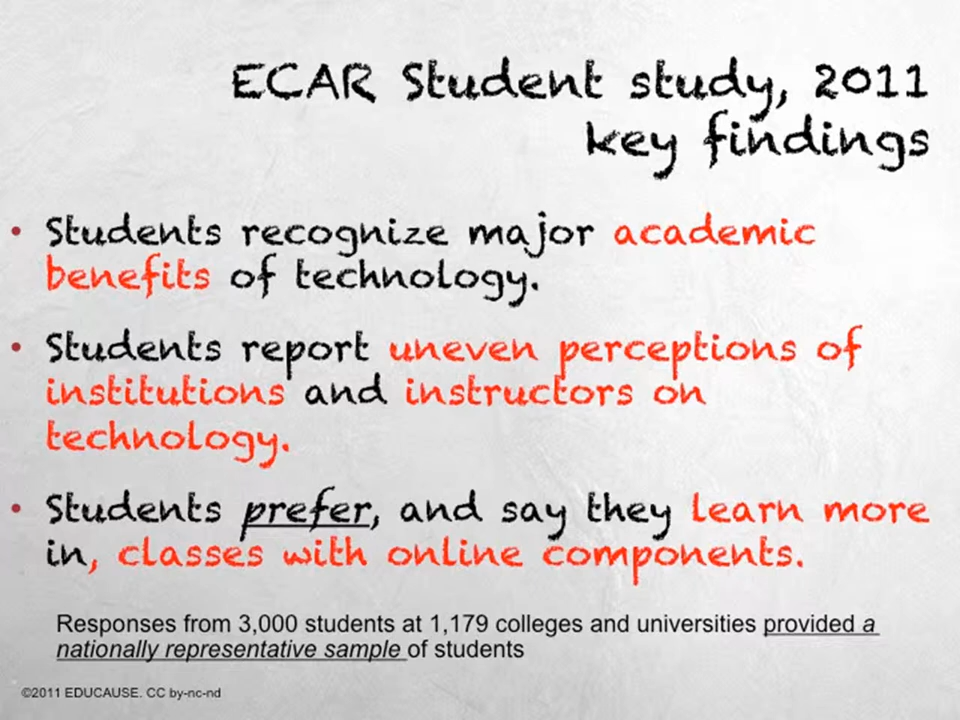 ECAR Student study, 2011
key findings
• Students recognize major academic
benefits of technology.
• Students report uneven perceptions of
institutions and instructors on
technology.
• Students prefer, and say they learn more
in, classes with online components.
Responses from 3,000 students at 1,179 colleges and universities provided a
nationally representative sample of students
©2011 EDUCAUSE. CC by-nc-nd